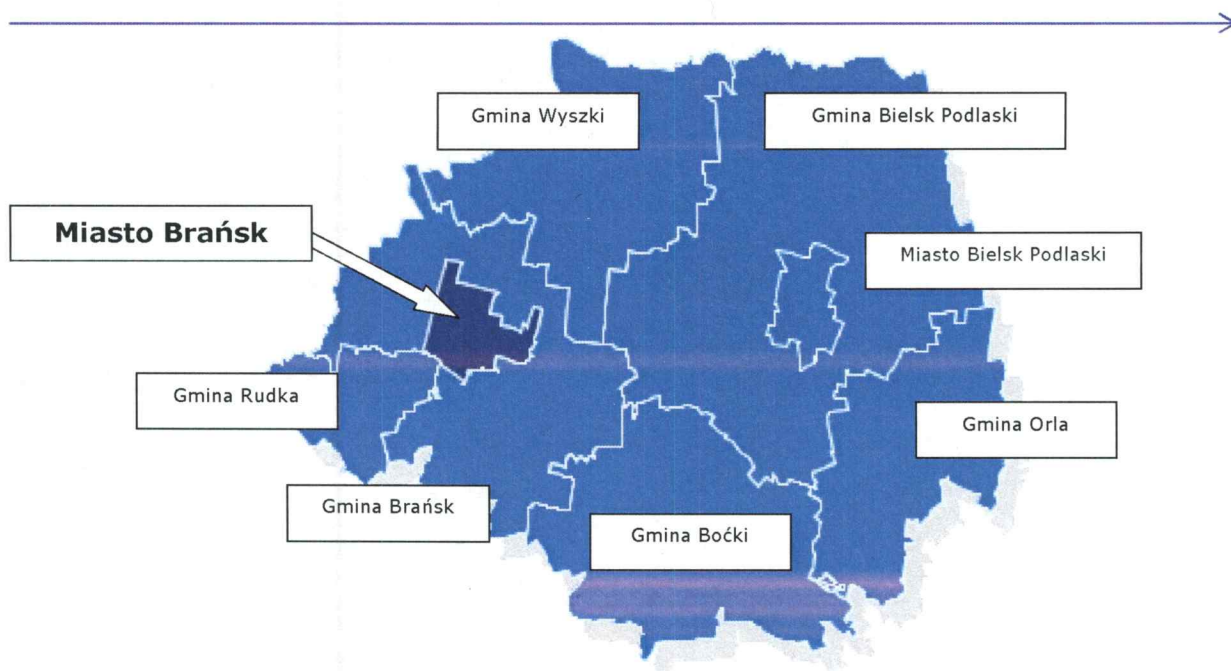 Gmina Wyszki
Gmina Bielsk Podlaski
Miasto Brańsk
Miasto Bielsk Podlaski
Gmina Rudka
Gmina Orla
Gmina Brańsk
Gmina Boćki